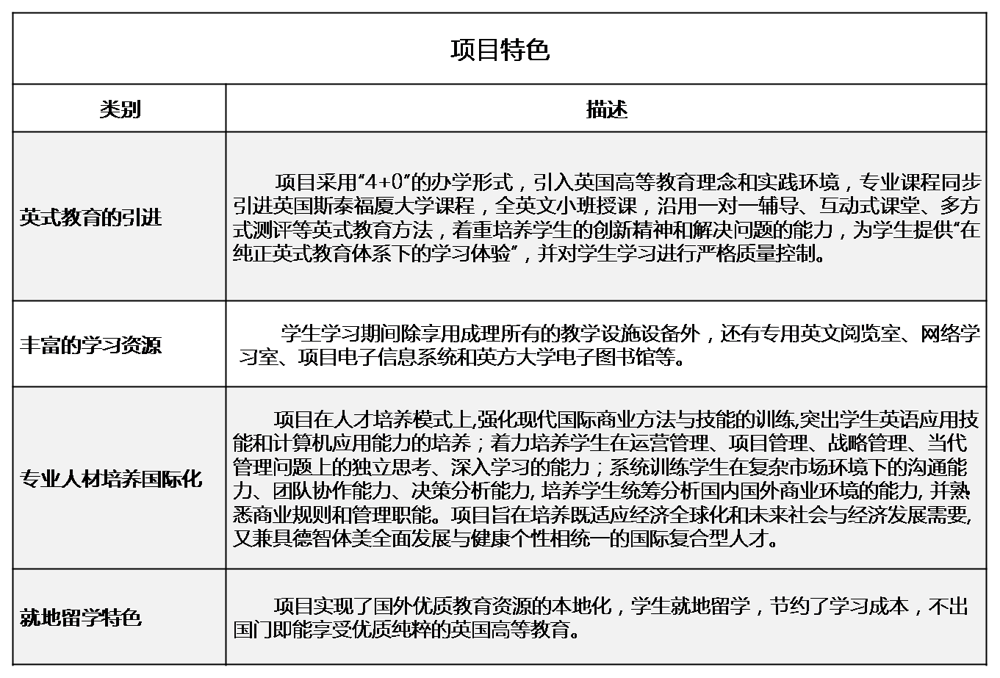 项目特色
类别
描述
英式教育的引进
项目采用“4+0”的办学形式，引入英国高等教育理念和实践环境，专业课程同步
引进英国斯泰福厦大学课程，全英文小班授课，沿用一对一辅导、互动式课堂、多方
式测评等英式教育方法，着重培养学生的创新精神和解决问题的能力，为学生提供“在
纯正英式教育体系下的学习体验”，并对学生学习进行严格质量控制。
丰富的学习资源
学生学习期间除享用成理所有的教学设施设备外，还有专用英文阅览室、网络学
习室、项目电子信息系统和英方大学电子图书馆等。
专业人材培养国际化
项目在人才培养模式上,强化现代国际商业方法与技能的训练,突出学生英语应用技
能和计算机应用能力的培养；着力培养学生在运营管理、项目管理、战略管理、当代
管理问题上的独立思考、深入学习的能力；系统训练学生在复杂市场环境下的沟通能
力、团队协作能力、决策分析能力, 培养学生统筹分析国内国外商业环境的能力, 并熟
悉商业规则和管理职能。项目旨在培养既适应经济全球化和未来社会与经济发展需要,
又兼具德智体美全面发展与健康个性相统一的国际复合型人才。
就地留学特色
项目实现了国外优质教育资源的本地化，学生就地留学，节约了学习成本，不出
国门即能享受优质纯粹的英国高等教育。